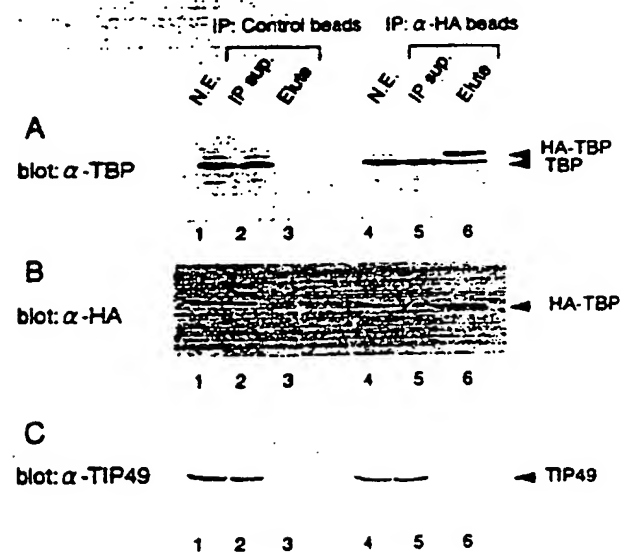 IP: Control beads
IP: α-HA beads
N.E.
IP sup.
Elute
N.E.
IP sup.
Elute
A
blot: α-TBP
HA-TBP
TBP
1 2 3 4 5 6
B
blot: α-HA
HA-TBP
1 2 3 4 5 6
C
blot: α-TIP49
TIP49
1 2 3 4 5 6